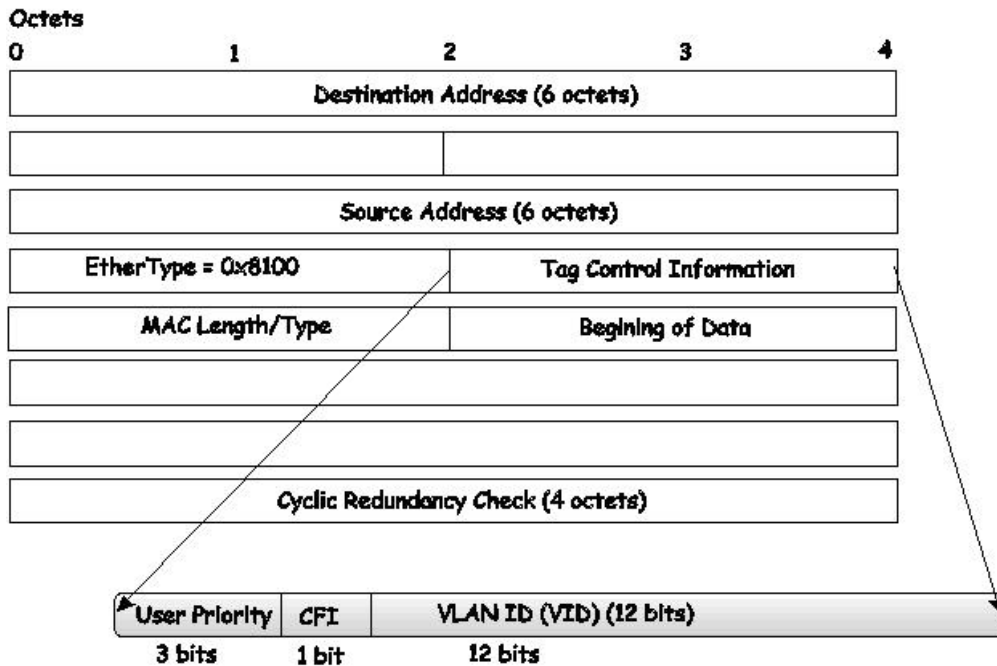 Octets
0 1 2 3 4
Destination Address (6 octets)
Source Address (6 octets)
EtherType = 0x8100 Tag Control Information
MAC Length/Type Begining of Data
Cyclic Redundancy Check (4 octets)
User Priority CFI VLAN ID (VID) (12 bits)
3 bits 1 bit 12 bits